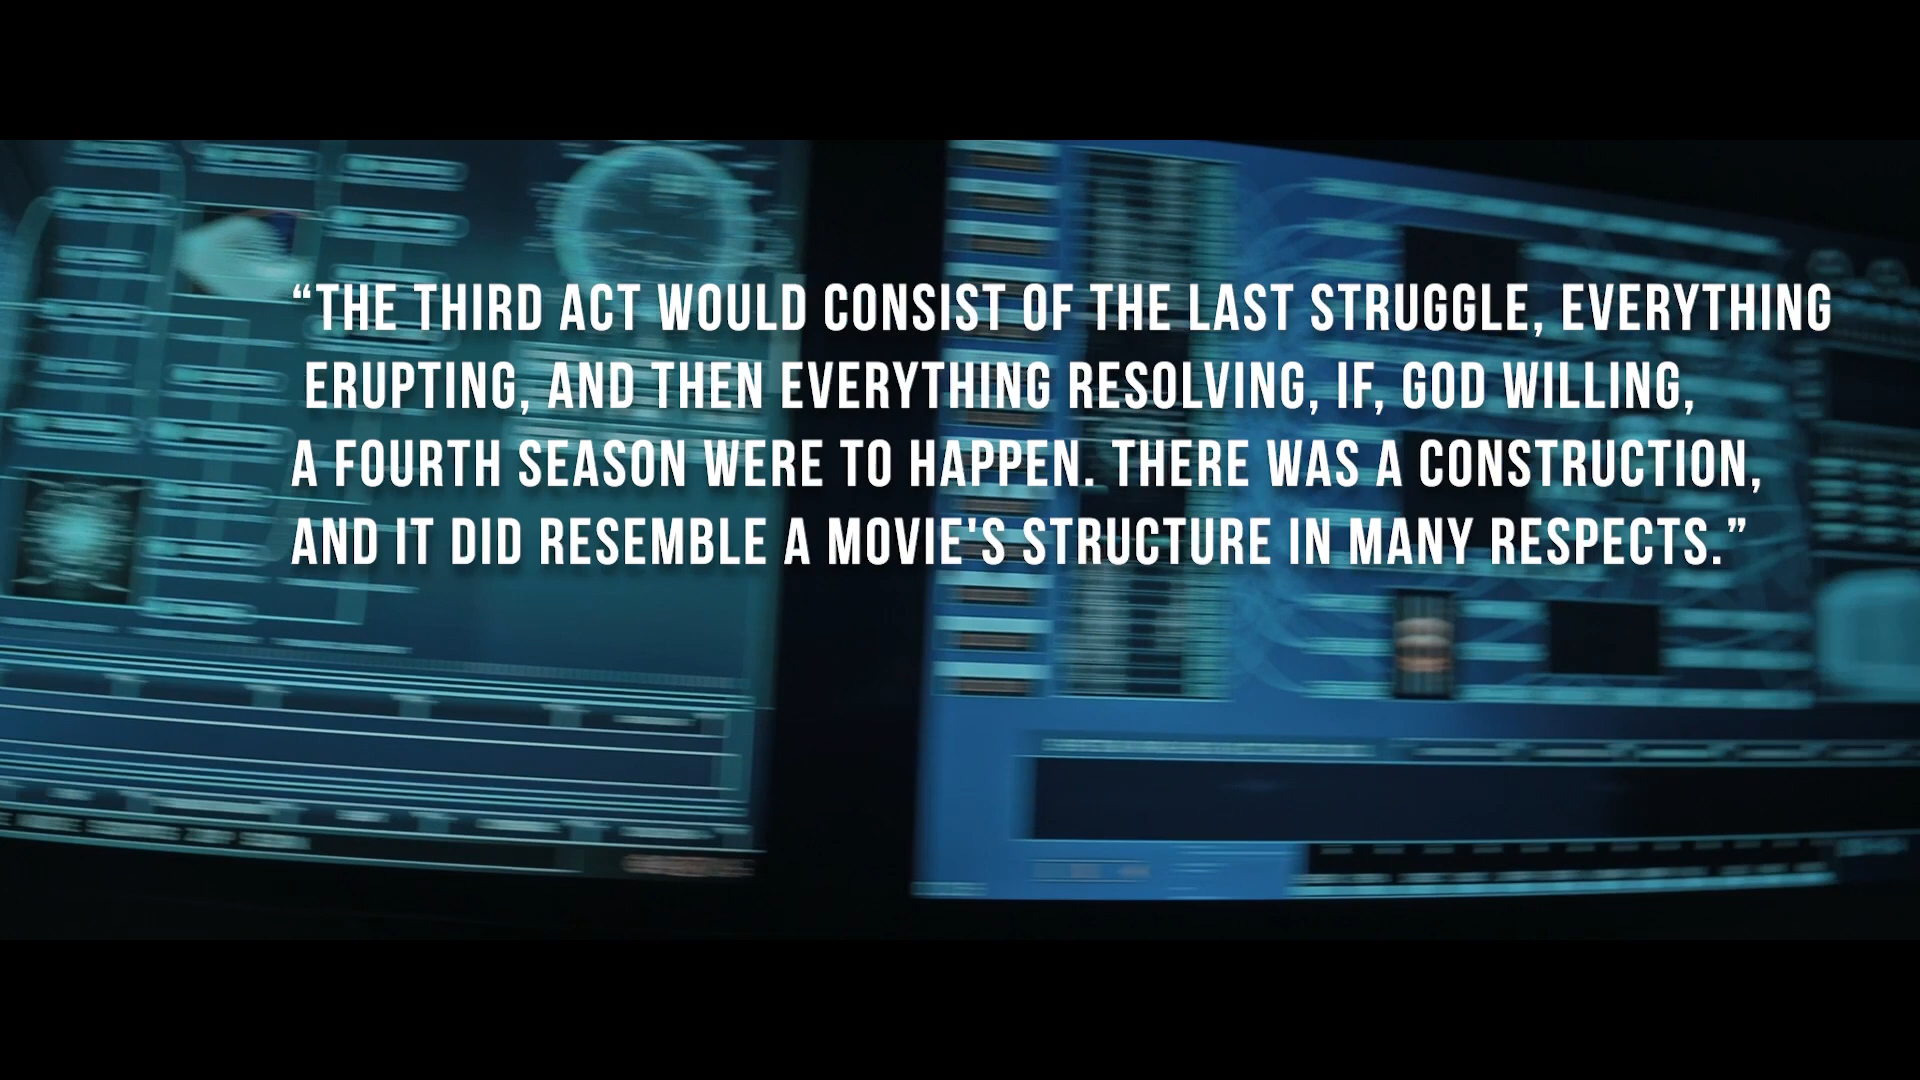 “THE THIRD ACT WOULD CONSIST OF THE LAST STRUGGLE, EVERYTHING
ERUPTING, AND THEN EVERYTHING RESOLVING, IF, GOD WILLING,
A FOURTH SEASON WERE TO HAPPEN. THERE WAS A CONSTRUCTION,
AND IT DID RESEMBLE A MOVIE'S STRUCTURE IN MANY RESPECTS.”